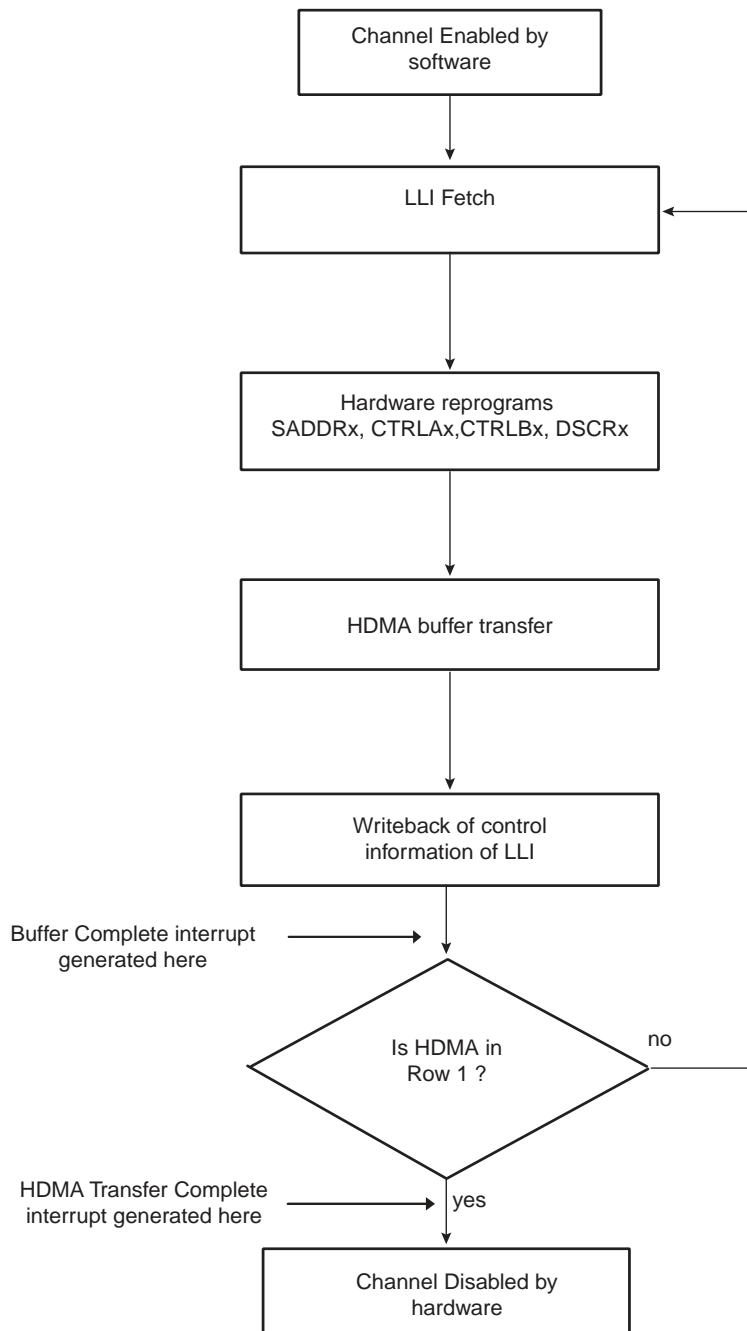 Channel Enabled by
software
LLI Fetch
Hardware reprograms
SADDRx, CTRLAx,CTRLBx, DSCRx
HDMA buffer transfer
Writeback of control
information of LLI
Buffer Complete interrupt
generated here
Is HDMA in
Row 1 ?
no
HDMA Transfer Complete
interrupt generated here
yes
Channel Disabled by
hardware